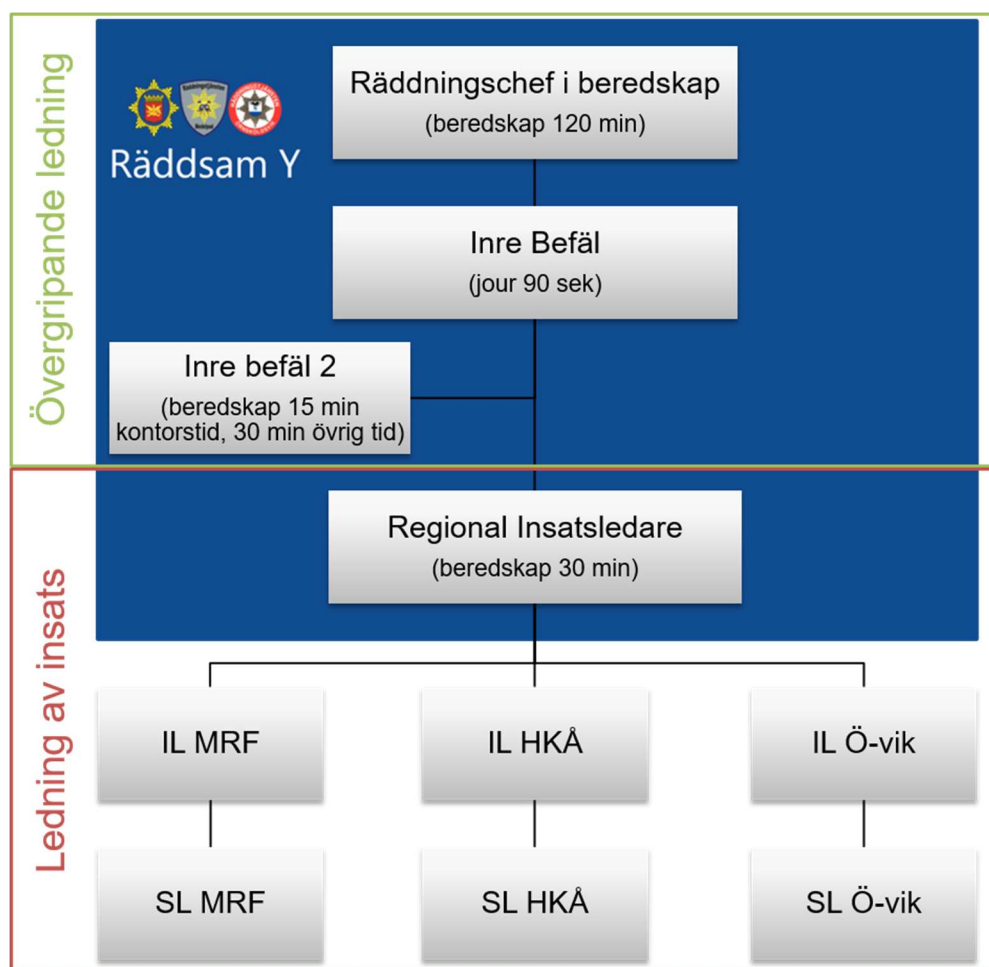 Övergripande ledning
Räddsam Y
Räddningschef i beredskap
(beredskap 120 min)
Inre Befäl
(jour 90 sek)
Inre befäl 2
(beredskap 15 min
kontorstid, 30 min övrig tid)
Ledning av insats
Regional Insatsledare
(beredskap 30 min)
IL MRF
IL HKÅ
IL Ö-vik
SL MRF
SL HKÅ
SL Ö-vik